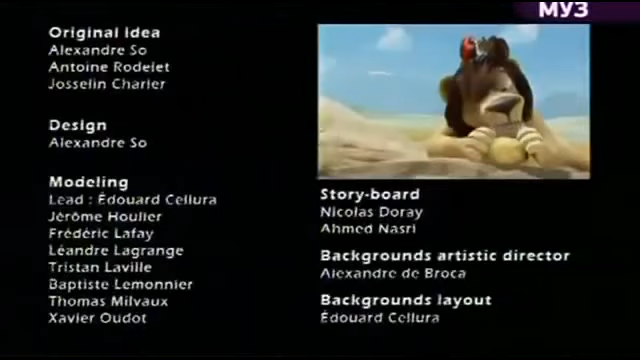 МУЗ
Original idea
Alexandre So
Antoine Rodelet
Josselin Charier
Design
Alexandre So
Modeling
Lead : Édouard Cellura
Jérôme Houlier
Frédéric Lafay
Léandre Lagrange
Tristan Laville
Baptiste Lemonnier
Thomas Milvaux
Xavier Oudot
Story-board
Nicolas Doray
Ahmed Nasri
Backgrounds artistic director
Alexandre de Broca
Backgrounds layout
Édouard Cellura